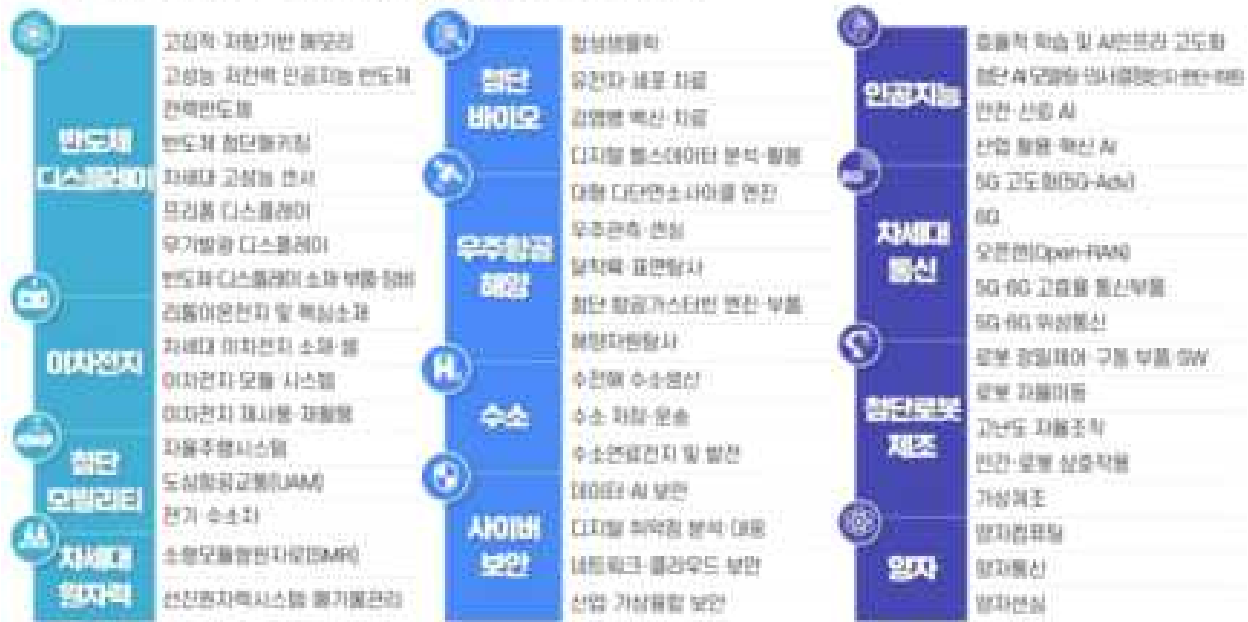 반도체
디스플레이
고집적·저항기반 메모리
고성능·저전력 인공지능 반도체
전력반도체
반도체 첨단패키징
차세대 고성능 센서
프리폼 디스플레이
무기발광 디스플레이
반도체·디스플레이 소재·부품·장비
이차전지
리튬이온전지 및 핵심소재
차세대 이차전지 소재·셀
이차전지 모듈·시스템
이차전지 재사용·재활용
첨단
모빌리티
자율주행시스템
도심항공교통(UAM)
전기·수소차
차세대
원자력
소형모듈형원자로(SMR)
선진원자력시스템·폐기물관리
첨단
바이오
합성생물학
유전자·세포 치료
감염병 백신·치료
디지털 헬스데이터 분석·활용
우주항공
해양
대형 다단연소사이클 엔진
우주관측·센싱
달착륙·표면탐사
첨단 항공가스터빈 엔진·부품
해양자원탐사
수소
수전해 수소생산
수소 저장·운송
수소연료전지 및 발전
사이버
보안
데이터·AI 보안
디지털 취약점 분석·대응
네트워크·클라우드 보안
산업·가상융합 보안
인공지능
효율적 학습 및 AI인프라 고도화
첨단 AI 모델링·의사결정
안전·신뢰 AI
산업 활용·혁신 AI
차세대
통신
5G 고도화(5G-Adv)
6G
오픈랜(Open-RAN)
5G·6G 고효율 통신부품
5G·6G 위성통신
첨단로봇
제조
로봇 정밀제어·구동 부품·SW
로봇 자율이동
고난도 자율조작
인간·로봇 상호작용
가상제조
양자
양자컴퓨팅
양자통신
양자센싱